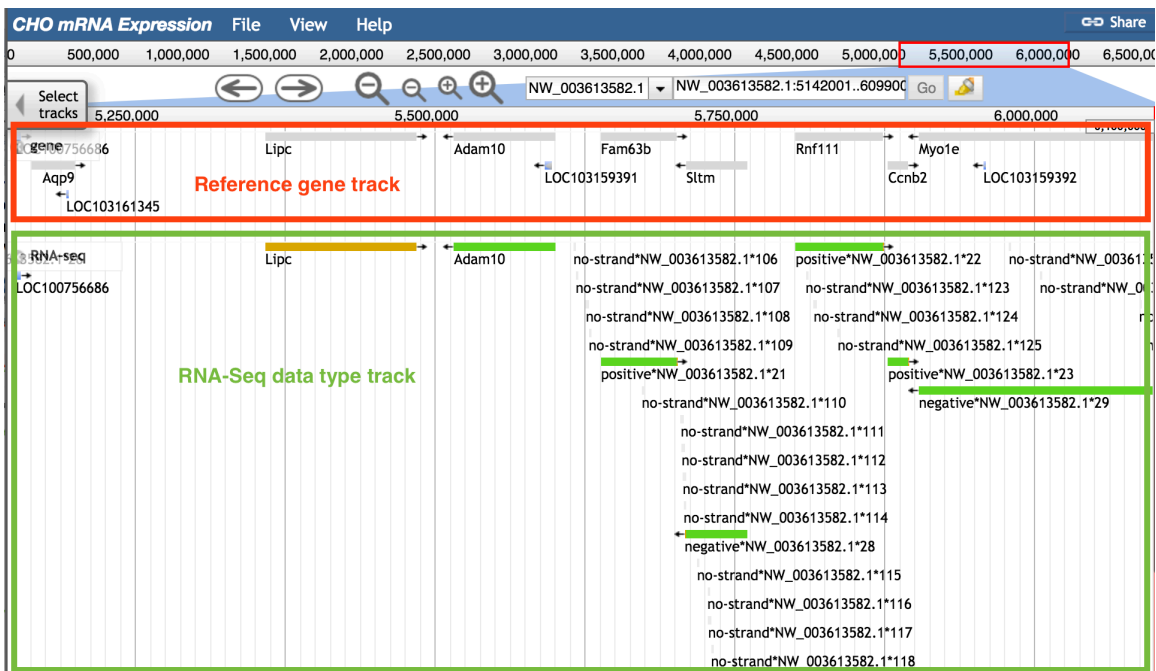 CHO mRNA Expression File View Help Share
0 500,000 1,000,000 1,500,000 2,000,000 2,500,000 3,000,000 3,500,000 4,000,000 4,500,000 5,000,000 5,500,000 6,000,000 6,500,0
Select tracks NW_003613582.1 NW_003613582.1:5142001..609900 Go
5,250,000 5,500,000 5,750,000 6,000,000
gene LOC100756686 Lipc Adam10 Fam63b Rnf111 Myo1e
Aqp9 LOC103159391 Sltm Ccnb2 LOC103159392
Reference gene track
LOC103161345
RNA-seq Lipc Adam10 no-strand*NW_003613582.1*106 positive*NW_003613582.1*22 no-strand*NW_0036135
LOC100756686 no-strand*NW_003613582.1*107 no-strand*NW_003613582.1*123 no-strand*NW_00
no-strand*NW_003613582.1*108 no-strand*NW_003613582.1*124
no-strand*NW_003613582.1*109 no-strand*NW_003613582.1*125
RNA-Seq data type track positive*NW_003613582.1*21 positive*NW_003613582.1*23
no-strand*NW_003613582.1*110 negative*NW_003613582.1*29
no-strand*NW_003613582.1*111
no-strand*NW_003613582.1*112
no-strand*NW_003613582.1*113
no-strand*NW_003613582.1*114
negative*NW_003613582.1*28
no-strand*NW_003613582.1*115
no-strand*NW_003613582.1*116
no-strand*NW_003613582.1*117
no-strand*NW_003613582.1*118